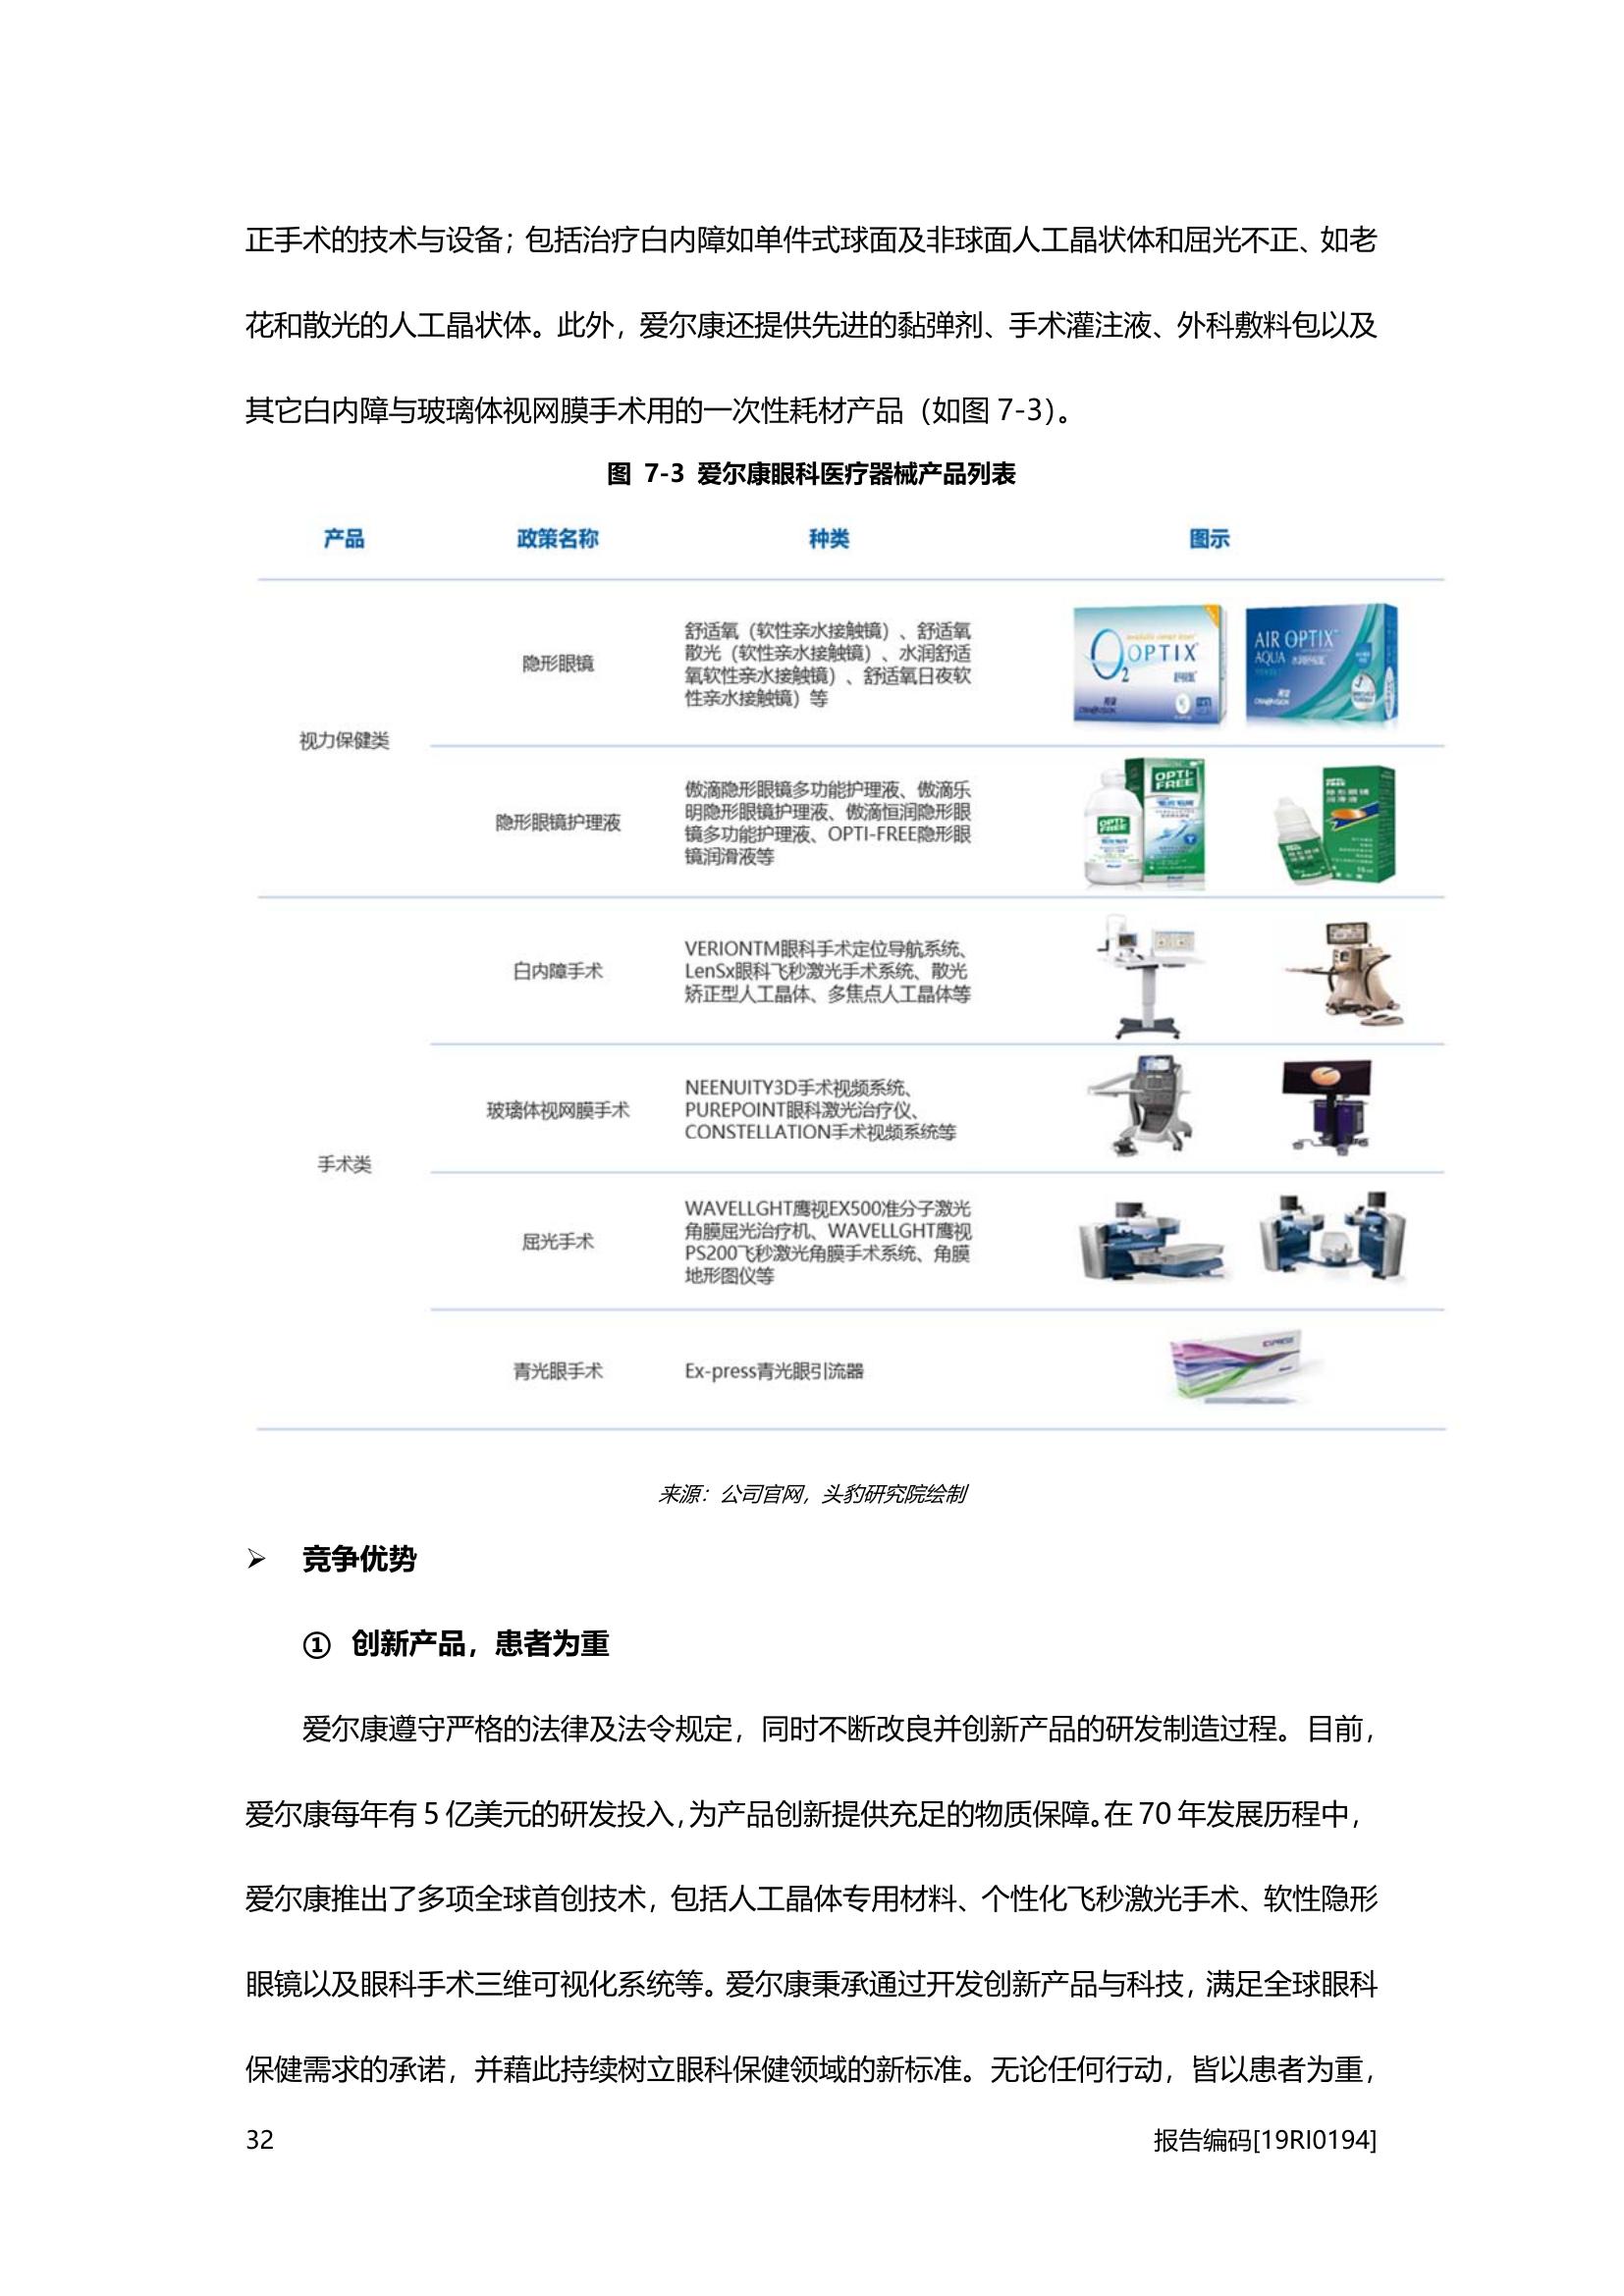 正手术的技术与设备；包括治疗白内障如单件式球面及非球面人工晶状体和屈光不正、如老
花和散光的人工晶状体。此外，爱尔康还提供先进的黏弹剂、手术灌注液、外科敷料包以及
其它白内障与玻璃体视网膜手术用的一次性耗材产品（如图 7-3）。
图 7-3 爱尔康眼科医疗器械产品列表
产品 政策名称 种类 图示
视力保健类
隐形眼镜
舒适氧（软性亲水接触镜）、舒适氧
散光（软性亲水接触镜）、水润舒适
氧软性亲水接触镜）、舒适氧日夜软
性亲水接触镜）等
O2
OPTIX
AIR OPTIX
AQUA
隐形眼镜护理液
傲滴隐形眼镜多功能护理液、傲滴乐
明隐形眼镜护理液、傲滴恒润隐形眼
镜多功能护理液、OPTI-FREE隐形眼
镜润滑液等
OPTI-
FREE
OPTI-
FREE
手术类
白内障手术
VERIONTM眼科手术定位导航系统、
LenSx眼科飞秒激光手术系统、散光
矫正型人工晶体、多焦点人工晶体等
玻璃体视网膜手术
NEENUITY3D手术视频系统、
PUREPOINT眼科激光治疗仪、
CONSTELLATION手术视频系统等
屈光手术
WAVELLGHT鹰视EX500准分子激光
角膜屈光治疗机、WAVELLGHT鹰视
PS200飞秒激光角膜手术系统、角膜
地形图仪等
青光眼手术
Ex-press青光眼引流器
来源：公司官网，头豹研究院绘制
➢ 竞争优势
① 创新产品，患者为重
爱尔康遵守严格的法律及法令规定，同时不断改良并创新产品的研发制造过程。目前，
爱尔康每年有 5 亿美元的研发投入，为产品创新提供充足的物质保障。在 70 年发展历程中，
爱尔康推出了多项全球首创技术，包括人工晶体专用材料、个性化飞秒激光手术、软性隐形
眼镜以及眼科手术三维可视化系统等。爱尔康秉承通过开发创新产品与科技，满足全球眼科
保健需求的承诺，并藉此持续树立眼科保健领域的新标准。无论任何行动，皆以患者为重，
32 报告编码[19RI0194]